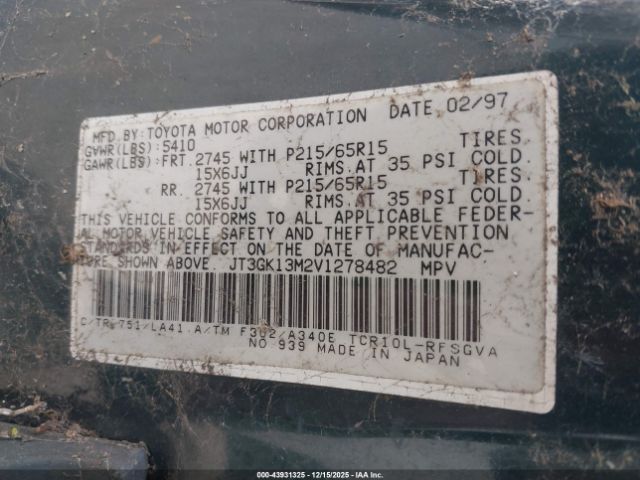 MFD.BY:TOYOTA MOTOR CORPORATION DATE 02/97
GVWR(LBS):5410
GAWR(LBS):FRT.2745 WITH P215/65R15 TIRES.
15X6JJ RIMS.AT 35 PSI COLD.
RR. 2745 WITH P215/65R15 TIRES.
15X6JJ RIMS.AT 35 PSI COLD.
THIS VEHICLE CONFORMS TO ALL APPLICABLE FEDER-
AL MOTOR VEHICLE SAFETY AND THEFT PREVENTION
STANDARDS IN EFFECT ON THE DATE OF MANUFAC-
TURE SHOWN ABOVE. JT3GK13M2V1278482 MPV
C/TR 751/LA41 A/TM F302/A340E TCR10L-RFSGVA
NO 939 MADE IN JAPAN
000-43931325 - 12/15/2025 - IAAI.COM